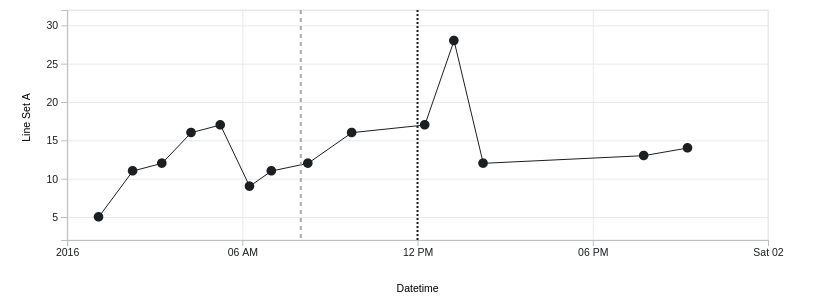 30
25
20
15
10
5
Line Set A
2016
06 AM
12 PM
06 PM
Sat 02
Datetime